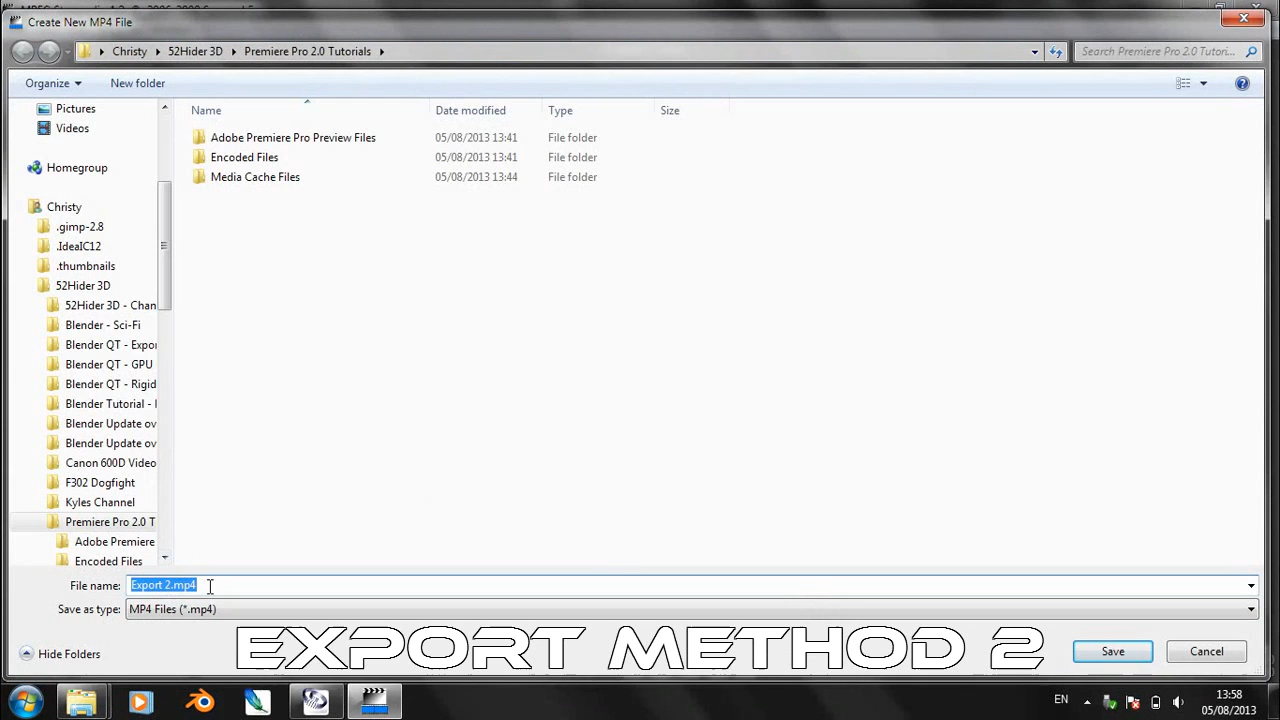 Create New MP4 File
Christy
52Hider 3D
Premiere Pro 2.0 Tutorials
Search Premiere Pro 2.0 Tutori...
Organize
New folder
Name
Date modified
Type
Size
Adobe Premiere Pro Preview Files
05/08/2013 13:41
File folder
Encoded Files
05/08/2013 13:41
File folder
Media Cache Files
05/08/2013 13:44
File folder
Pictures
Videos
Homegroup
Christy
.gimp-2.8
.IdeaIC12
.thumbnails
52Hider 3D
52Hider 3D - Chan
Blender - Sci-Fi
Blender QT - Expor
Blender QT - GPU
Blender QT - Rigid
Blender Tutorial -
Blender Update ov
Blender Update ov
Canon 600D Video
F302 Dogfight
Kyles Channel
Premiere Pro 2.0 T
Adobe Premiere
Encoded Files
File name:
Export 2.mp4
Save as type:
MP4 Files (*.mp4)
EXPORT METHOD 2
Hide Folders
Save
Cancel
EN
13:58
05/08/2013